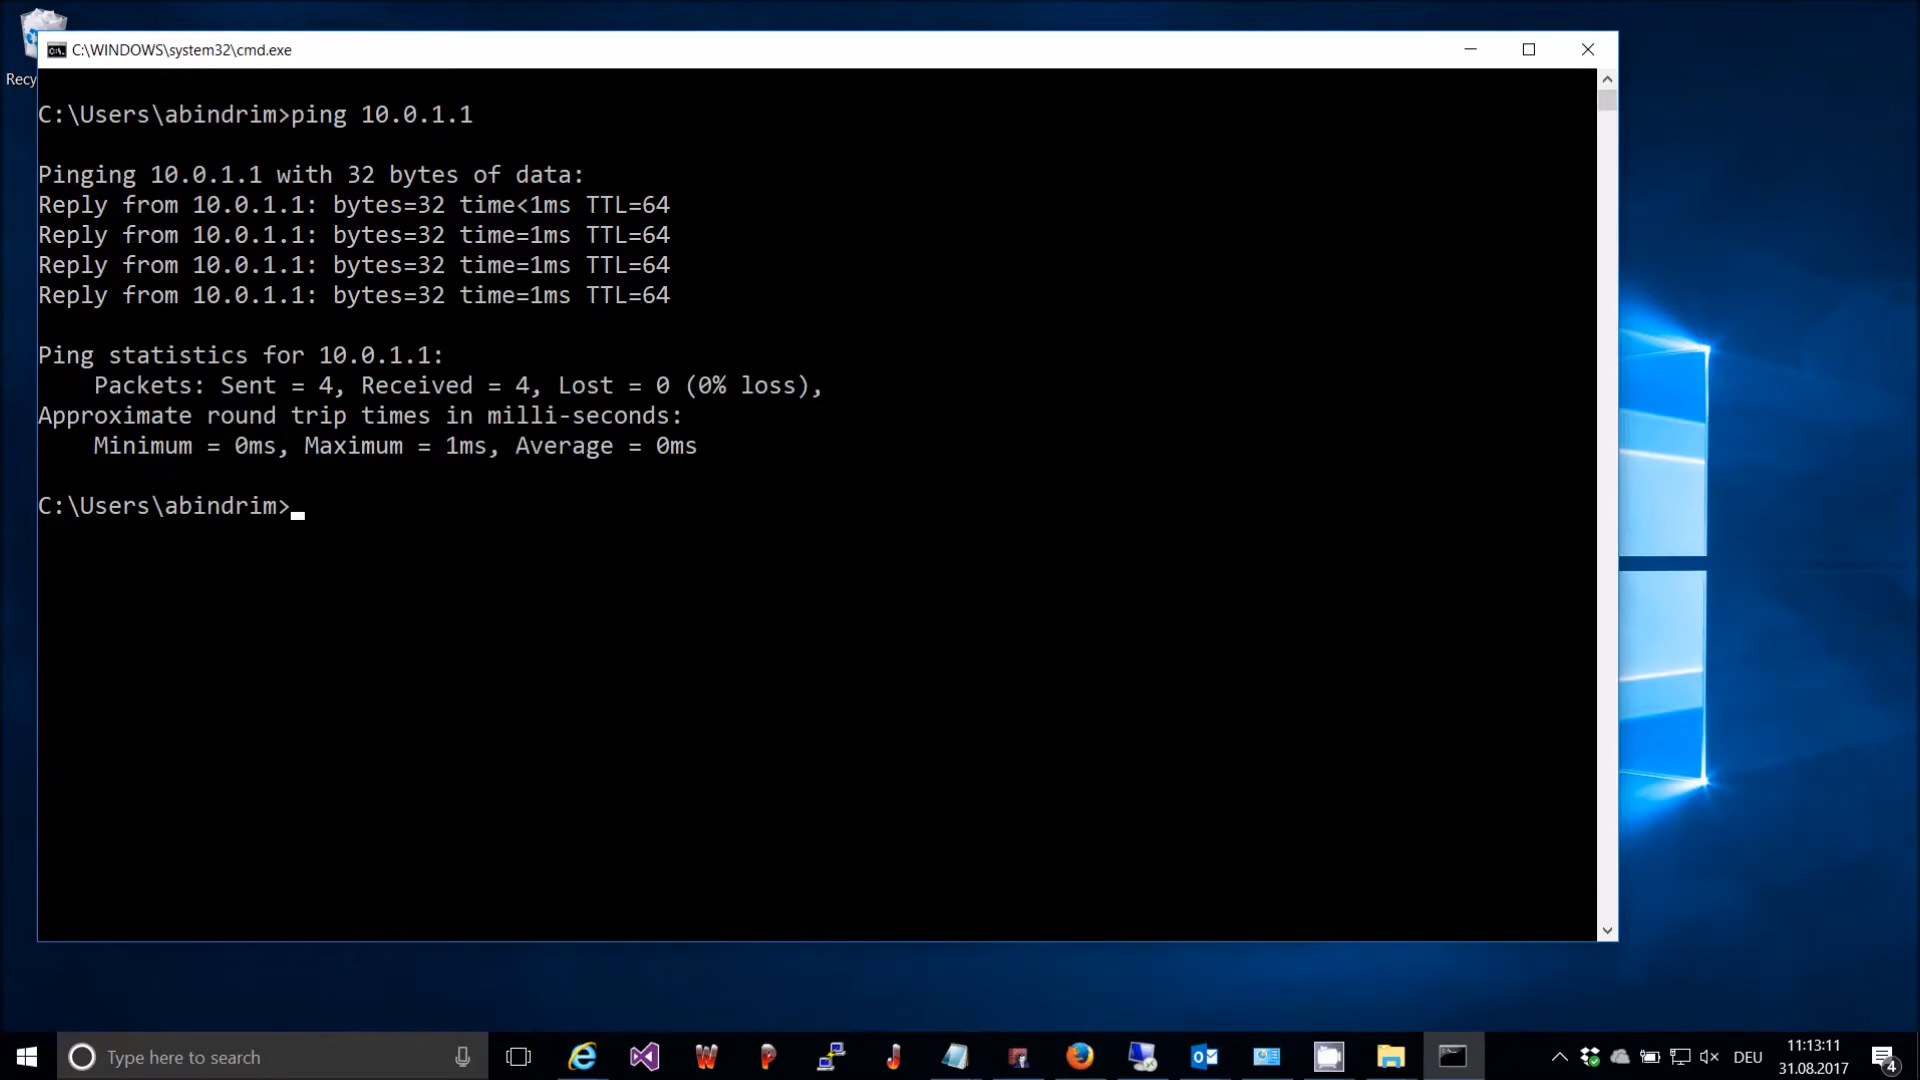 Recy
C:\WINDOWS\system32\cmd.exe
C:\Users\abindrim>ping 10.0.1.1
Pinging 10.0.1.1 with 32 bytes of data:
Reply from 10.0.1.1: bytes=32 time<1ms TTL=64
Reply from 10.0.1.1: bytes=32 time=1ms TTL=64
Reply from 10.0.1.1: bytes=32 time=1ms TTL=64
Reply from 10.0.1.1: bytes=32 time=1ms TTL=64
Ping statistics for 10.0.1.1:
    Packets: Sent = 4, Received = 4, Lost = 0 (0% loss),
Approximate round trip times in milli-seconds:
    Minimum = 0ms, Maximum = 1ms, Average = 0ms
C:\Users\abindrim>
Type here to search
DEU
11:13:11
31.08.2017
4